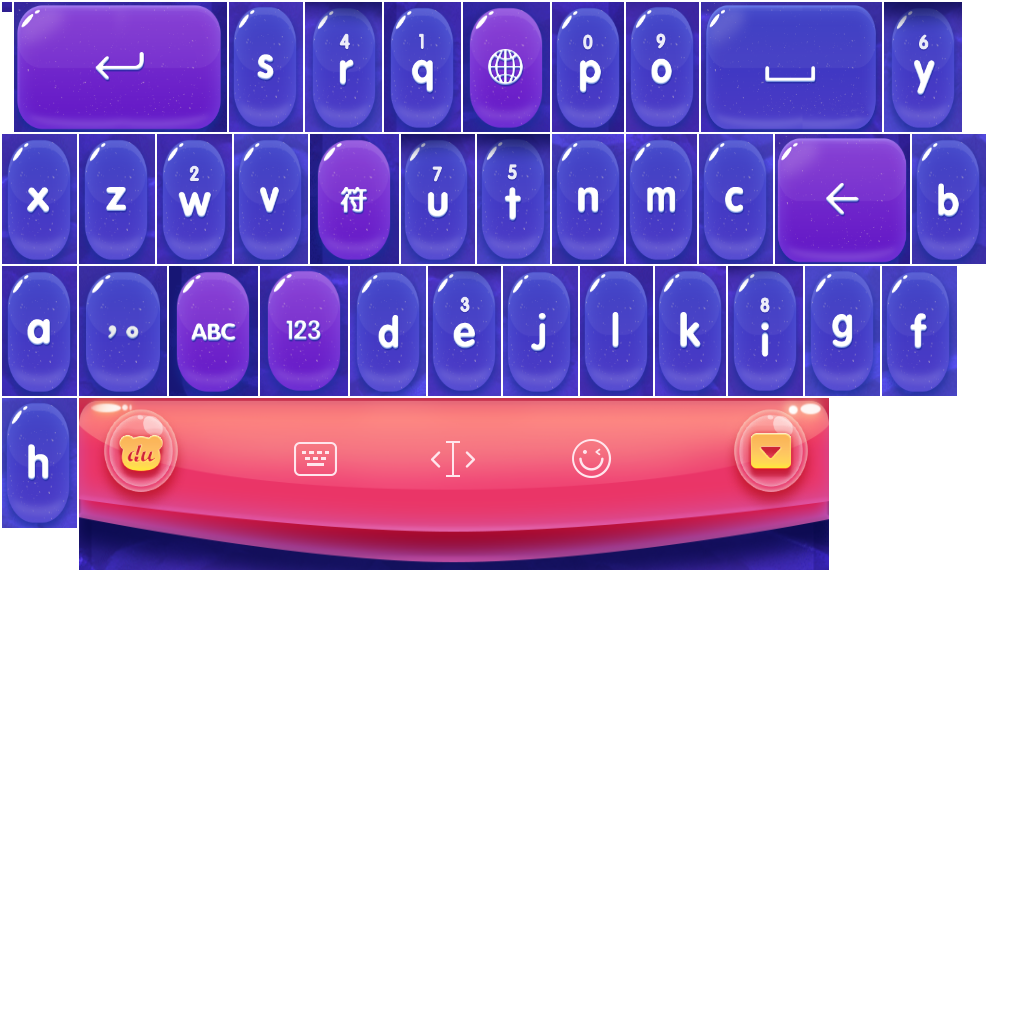 s 4 r 1 q 0 p 9 o 6 y
x z 2 w v 符 7 u 5 t n m c b
a ,。 ABC 123 d 3 e j l k 8 i g f
h du